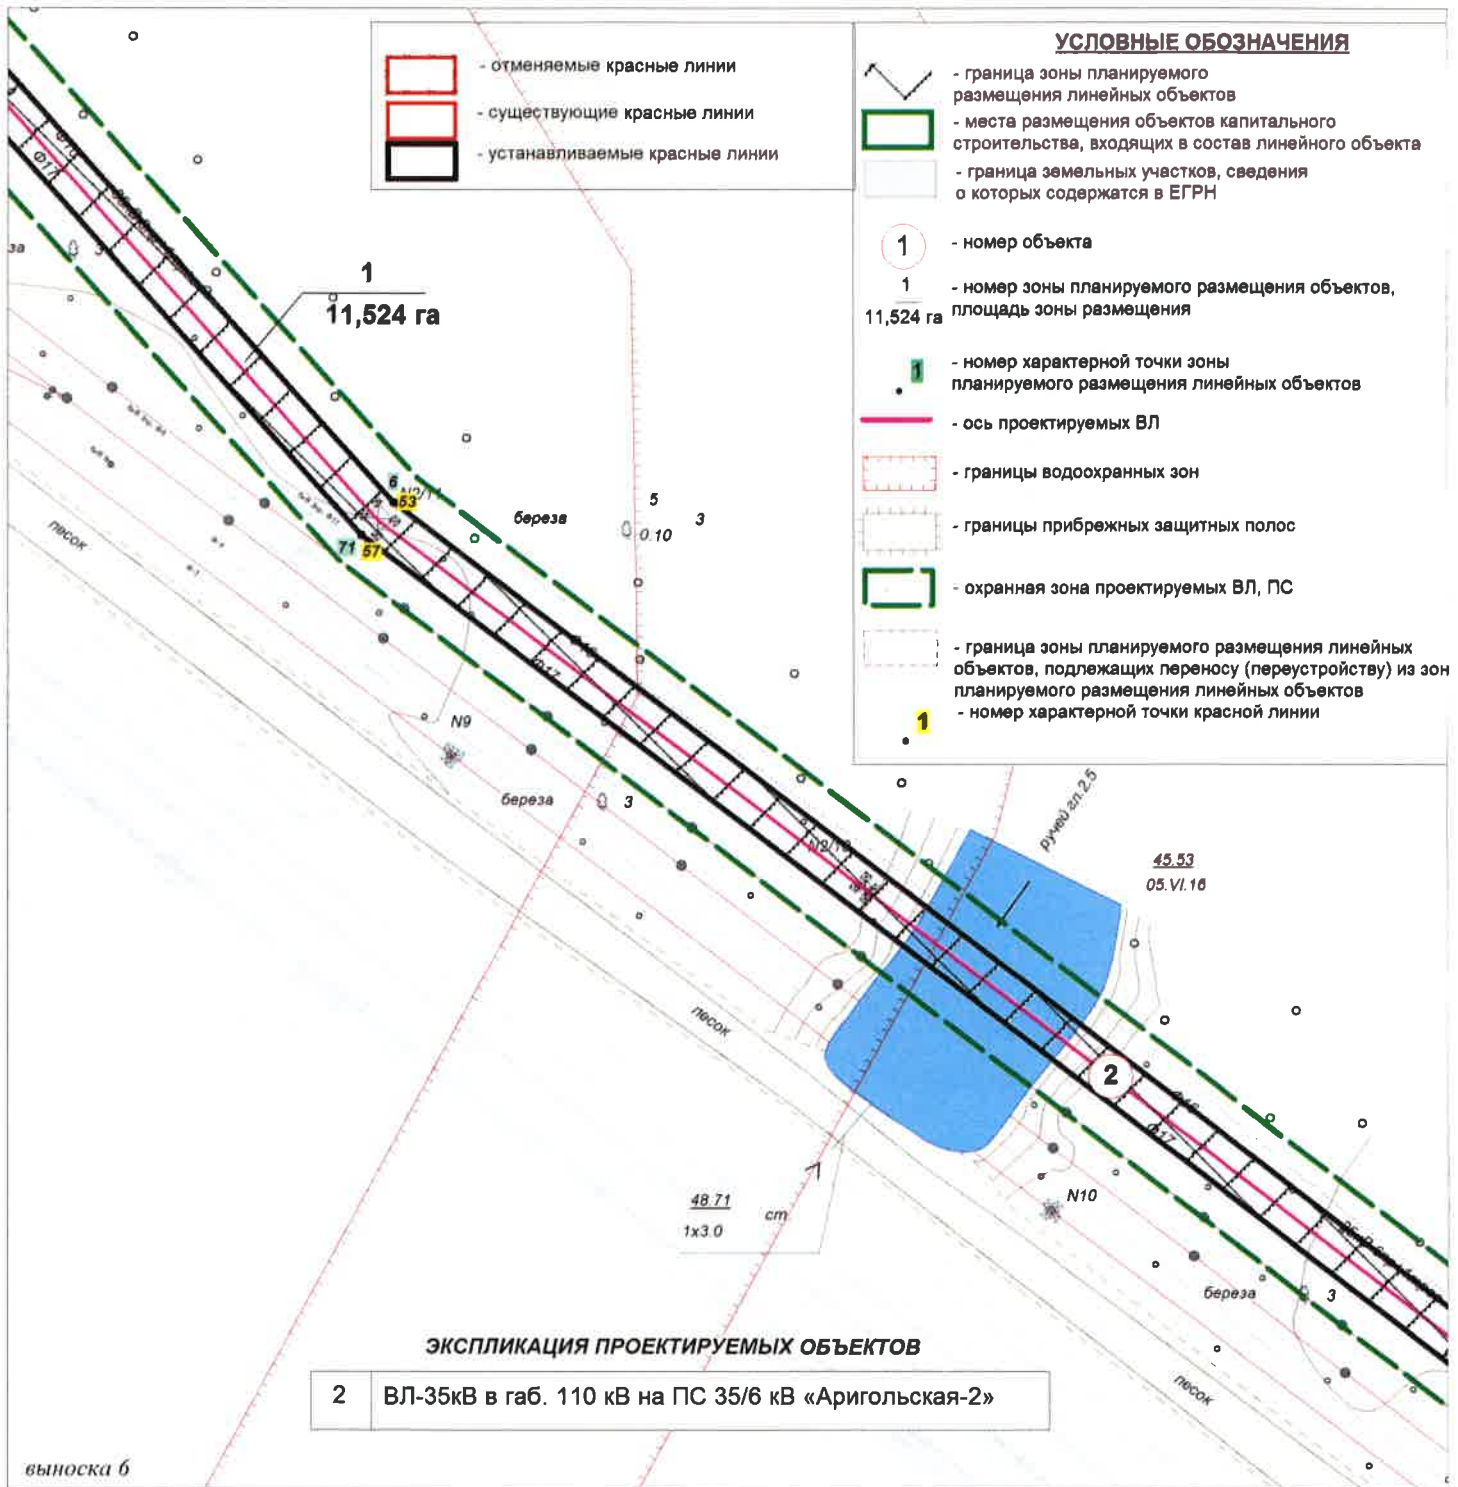 - отменяемые красные линии
- существующие красные линии
- устанавливаемые красные линии
УСЛОВНЫЕ ОБОЗНАЧЕНИЯ
- граница зоны планируемого
размещения линейных объектов
- места размещения объектов капитального
строительства, входящих в состав линейного объекта
- граница земельных участков, сведения
о которых содержатся в ЕГРН
1
- номер объекта
1
11,524 га
- номер зоны планируемого размещения объектов,
площадь зоны размещения
1
- номер характерной точки зоны
планируемого размещения линейных объектов
- ось проектируемых ВЛ
- границы водоохранных зон
- границы прибрежных защитных полос
- охранная зона проектируемых ВЛ, ПС
- граница зоны планируемого размещения линейных
объектов, подлежащих переносу (переустройству) из зон
планируемого размещения линейных объектов
- номер характерной точки красной линии
1
Ф17
за
3
1
11,524 га
6
53
71
57
береза
5
0.10
3
песок
Ф17
N9
береза
3
ручей гл.2.5
45.53
05.VI.16
песок
2
Ф17
N10
48.71
1х3.0
ст
береза
3
песок
ЭКСПЛИКАЦИЯ ПРОЕКТИРУЕМЫХ ОБЪЕКТОВ
2 ВЛ-35кВ в габ. 110 кВ на ПС 35/6 кВ «Аригольская-2»
выноска 6